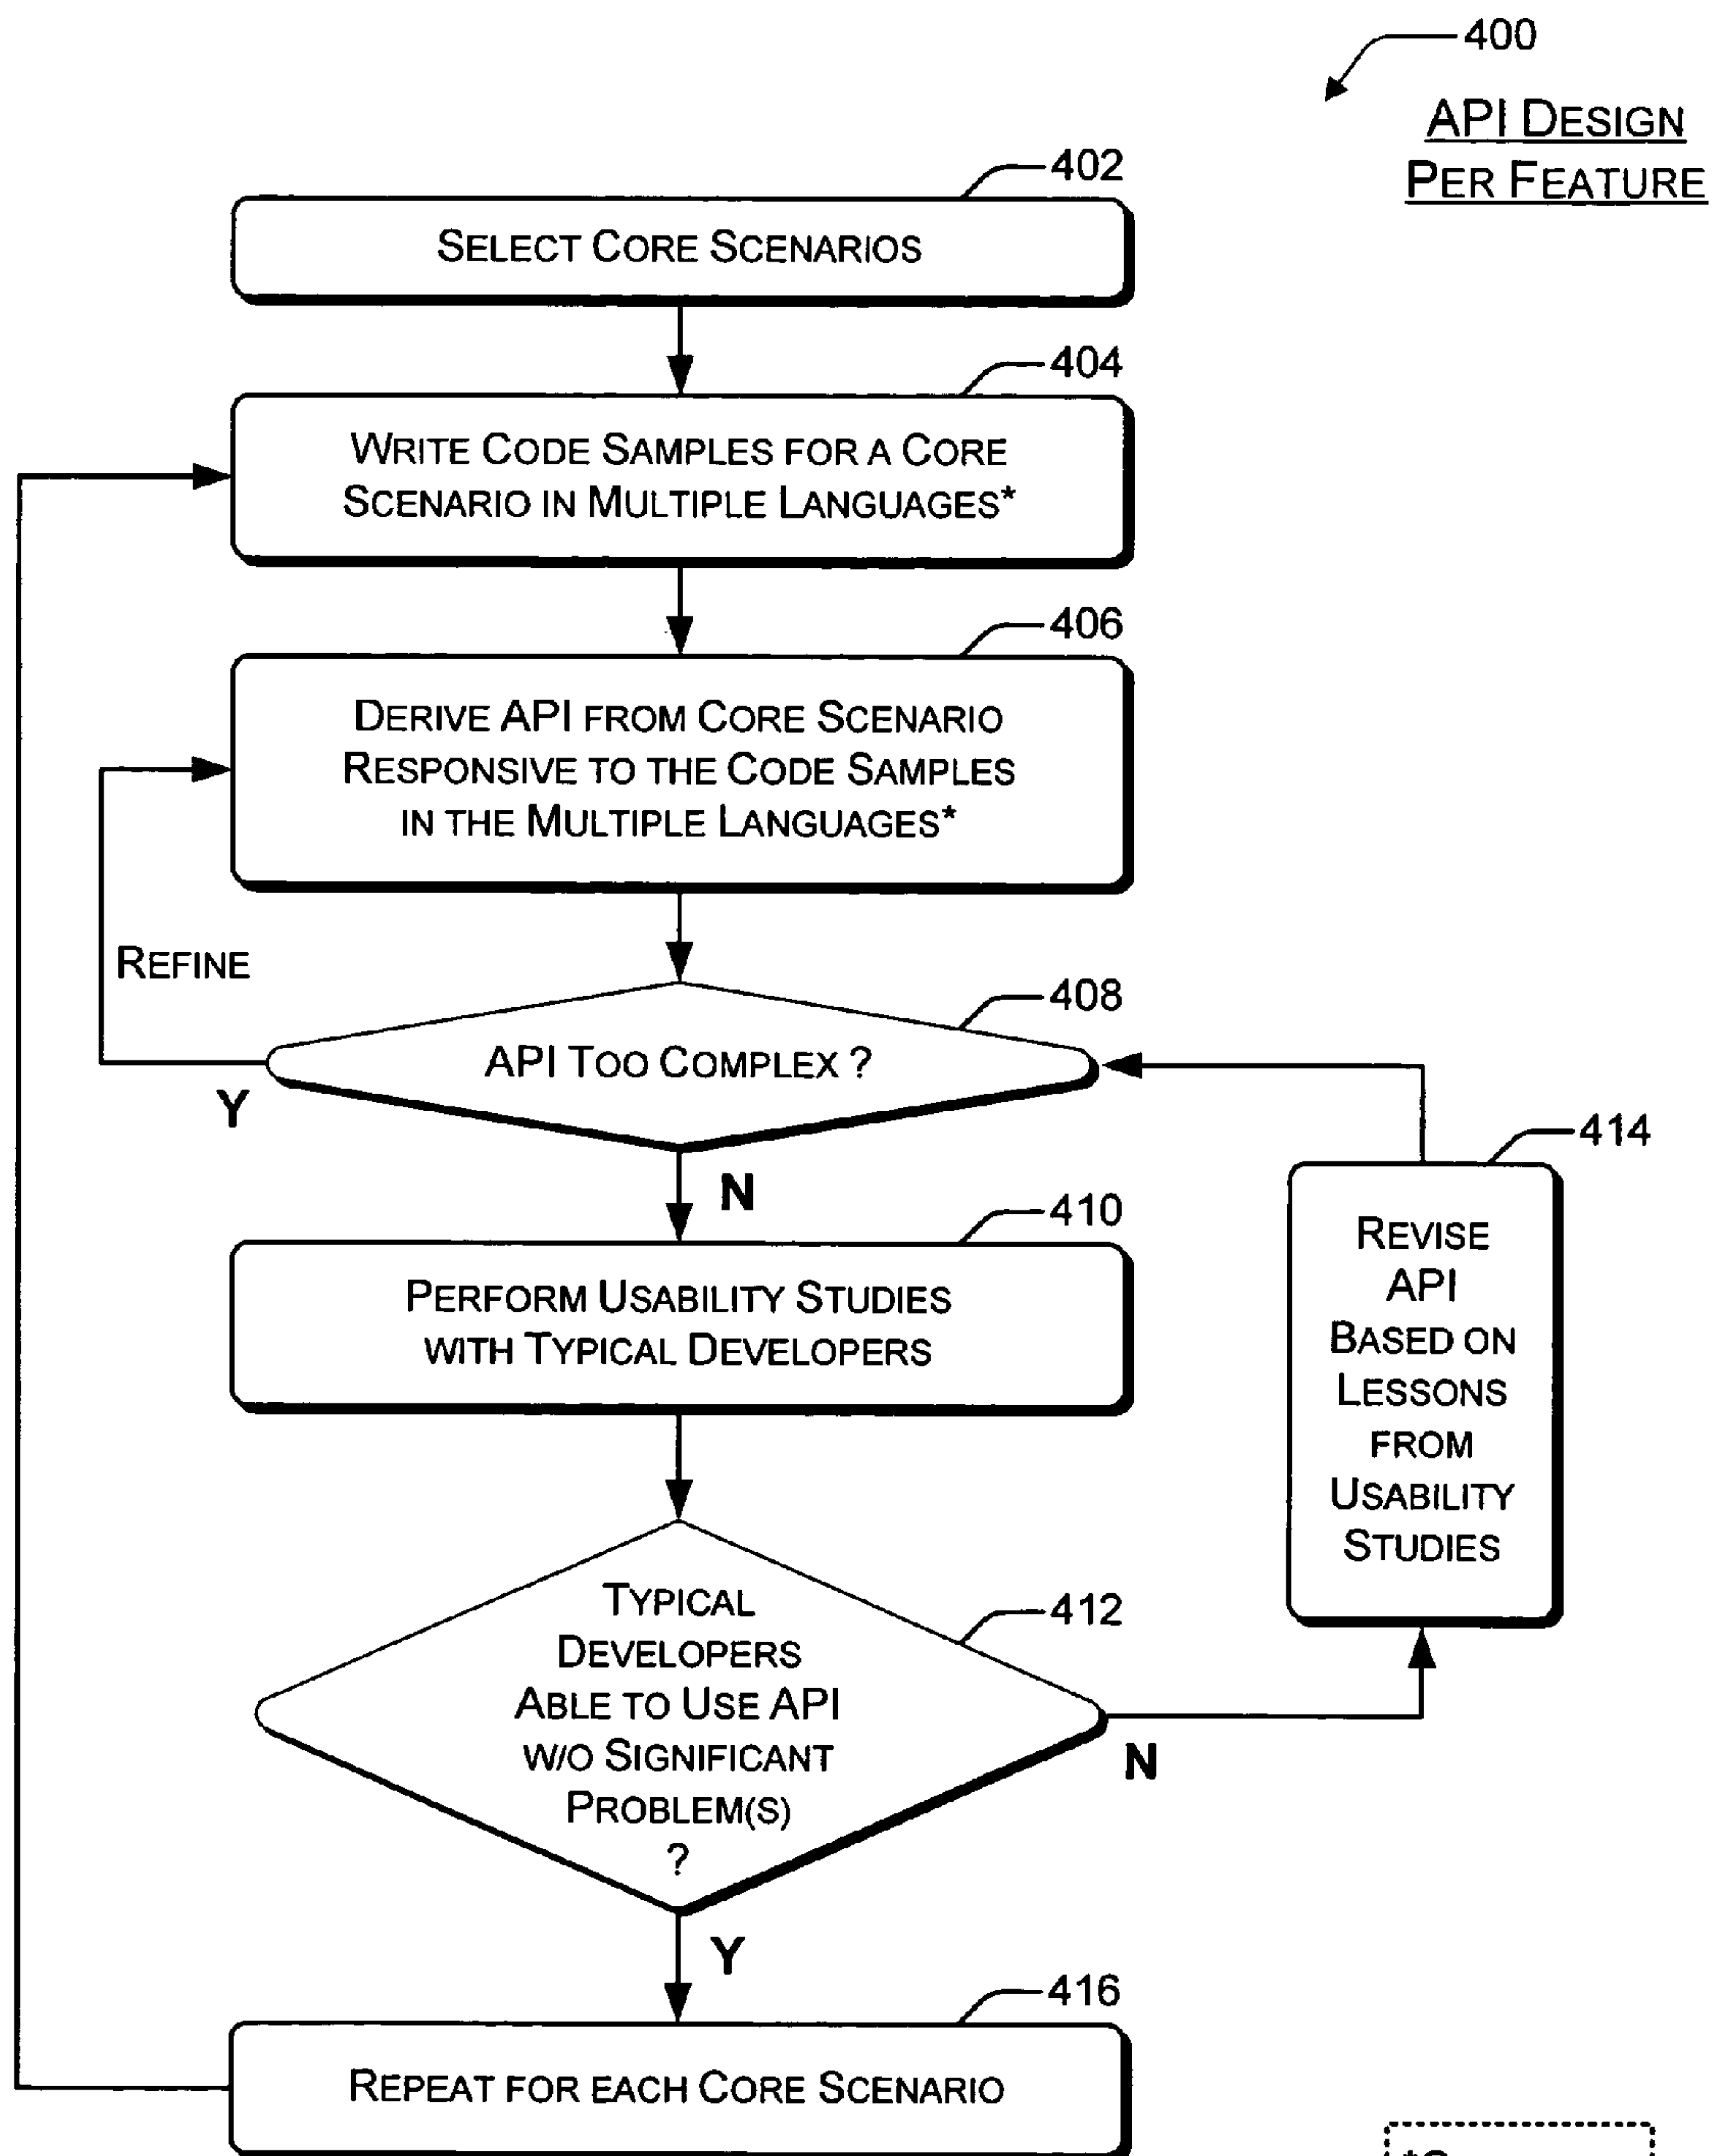 400
API DESIGN
PER FEATURE
402
SELECT CORE SCENARIOS
404
WRITE CODE SAMPLES FOR A CORE
SCENARIO IN MULTIPLE LANGUAGES*
406
DERIVE API FROM CORE SCENARIO
RESPONSIVE TO THE CODE SAMPLES
IN THE MULTIPLE LANGUAGES*
REFINE
408
API TOO COMPLEX ?
Y
N
410
PERFORM USABILITY STUDIES
WITH TYPICAL DEVELOPERS
414
REVISE
API
BASED ON
LESSONS
FROM
USABILITY
STUDIES
412
TYPICAL
DEVELOPERS
ABLE TO USE API
W/O SIGNIFICANT
PROBLEM(S)
?
N
Y
416
REPEAT FOR EACH CORE SCENARIO